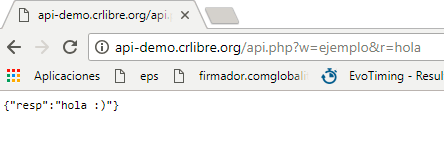 api-demo.crlibre.org/api.p
api-demo.crlibre.org/api.php?w=ejemplo&r=hola
Aplicaciones eps firmador.comglobali EvoTiming - Resul
{"resp":"hola :)"}